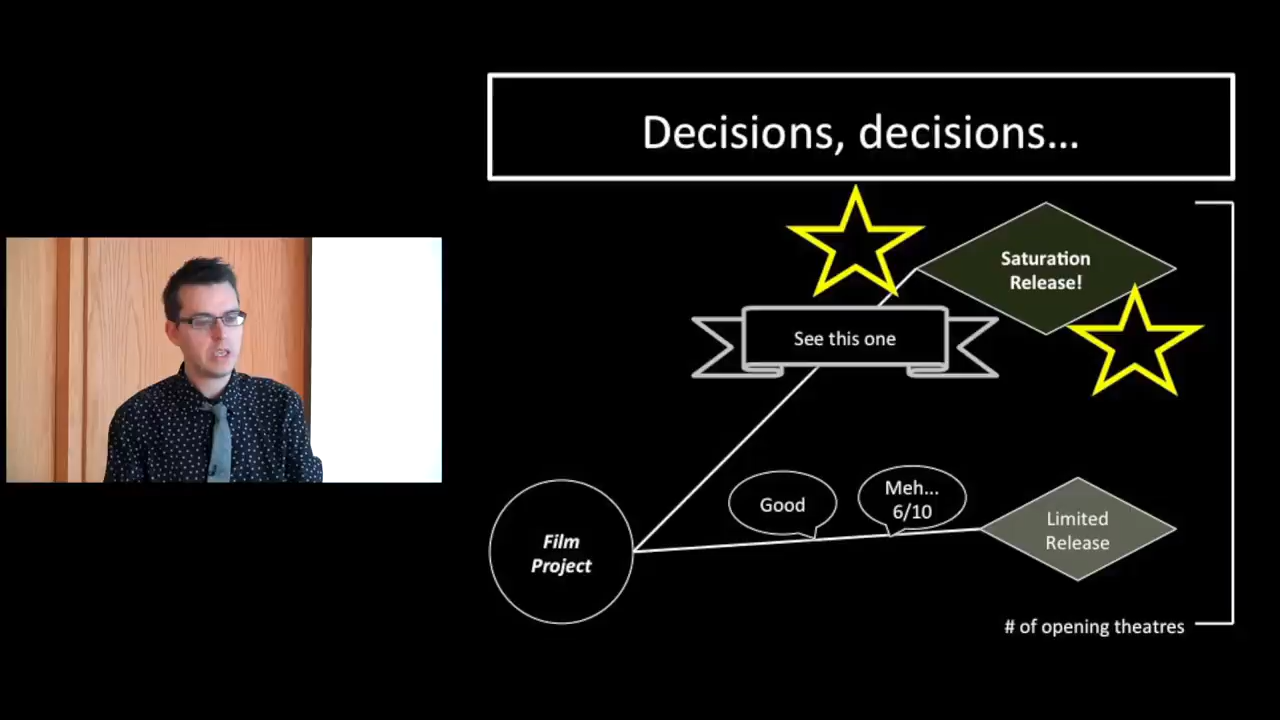 Decisions, decisions...
Saturation
Release!
See this one
Good
Meh...
6/10
Film
Project
Limited
Release
# of opening theatres